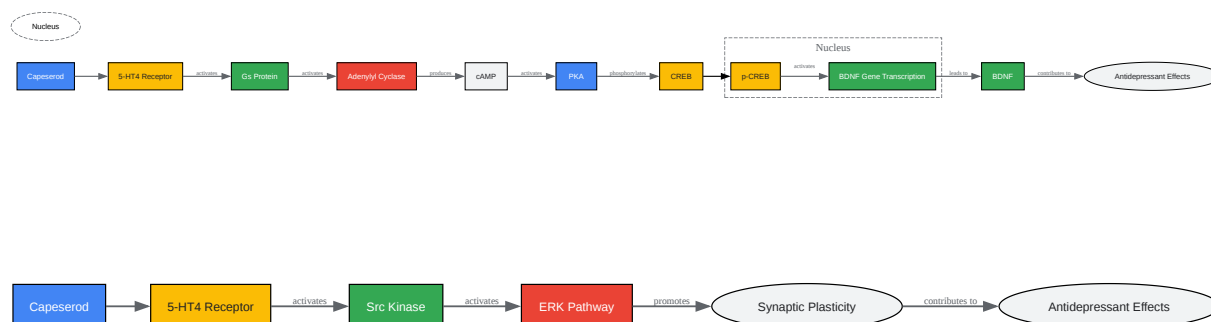 Nucleus
Nucleus
Capeserod activates 5-HT4 Receptor activates Gs Protein activates Adenylyl Cyclase produces cAMP activates PKA phosphorylates CREB p-CREB activates BDNF Gene Transcription leads to BDNF contributes to Antidepressant Effects
Capeserod 5-HT4 Receptor activates Src Kinase activates ERK Pathway promotes Synaptic Plasticity contributes to Antidepressant Effects